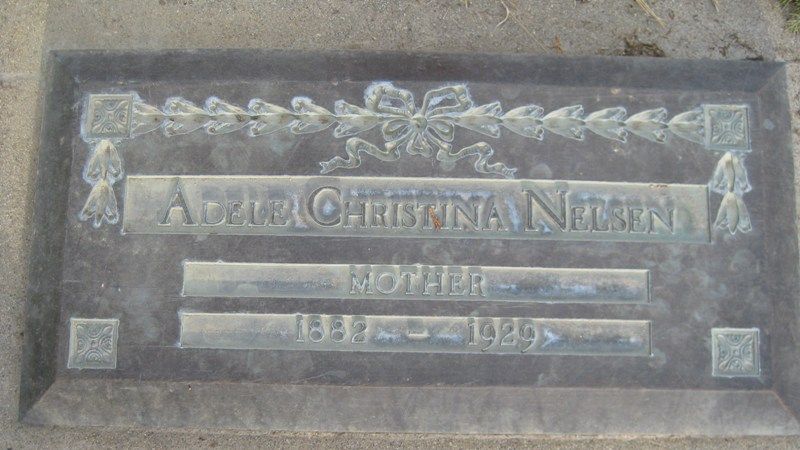 ADELE CHRISTINA NELSEN
MOTHER
1882 – 1929